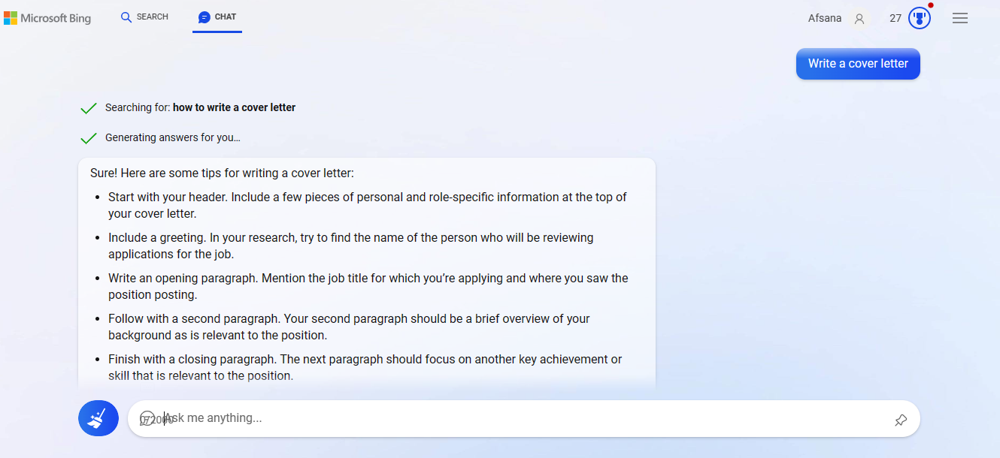 Microsoft Bing
SEARCH
CHAT
Afsana
27
Write a cover letter
Searching for: how to write a cover letter
Generating answers for you…
Sure! Here are some tips for writing a cover letter:
• Start with your header. Include a few pieces of personal and role-specific information at the top of
your cover letter.
• Include a greeting. In your research, try to find the name of the person who will be reviewing
applications for the job.
• Write an opening paragraph. Mention the job title for which you’re applying and where you saw the
position posting.
• Follow with a second paragraph. Your second paragraph should be a brief overview of your
background as is relevant to the position.
• Finish with a closing paragraph. The next paragraph should focus on another key achievement or
skill that is relevant to the position.
0/2000
Ask me anything...